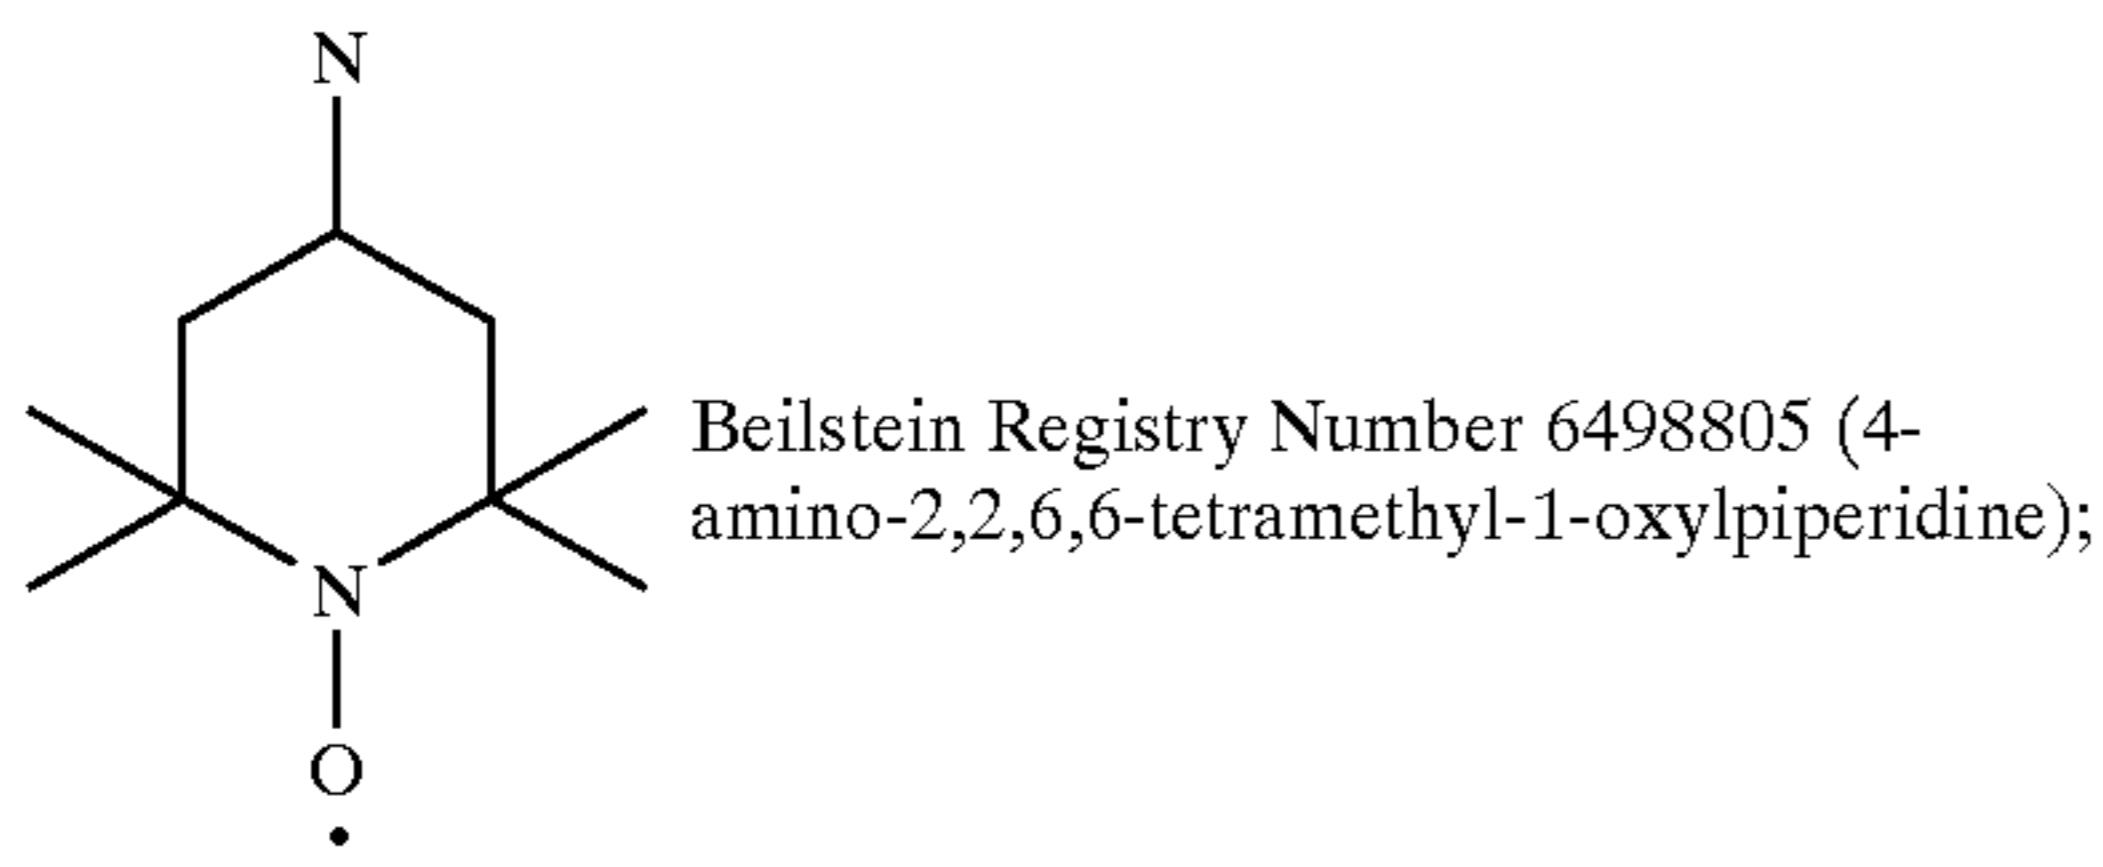 N
Beilstein Registry Number 6498805 (4-
amino-2,2,6,6-tetramethyl-1-oxylpiperidine);
N
O
•